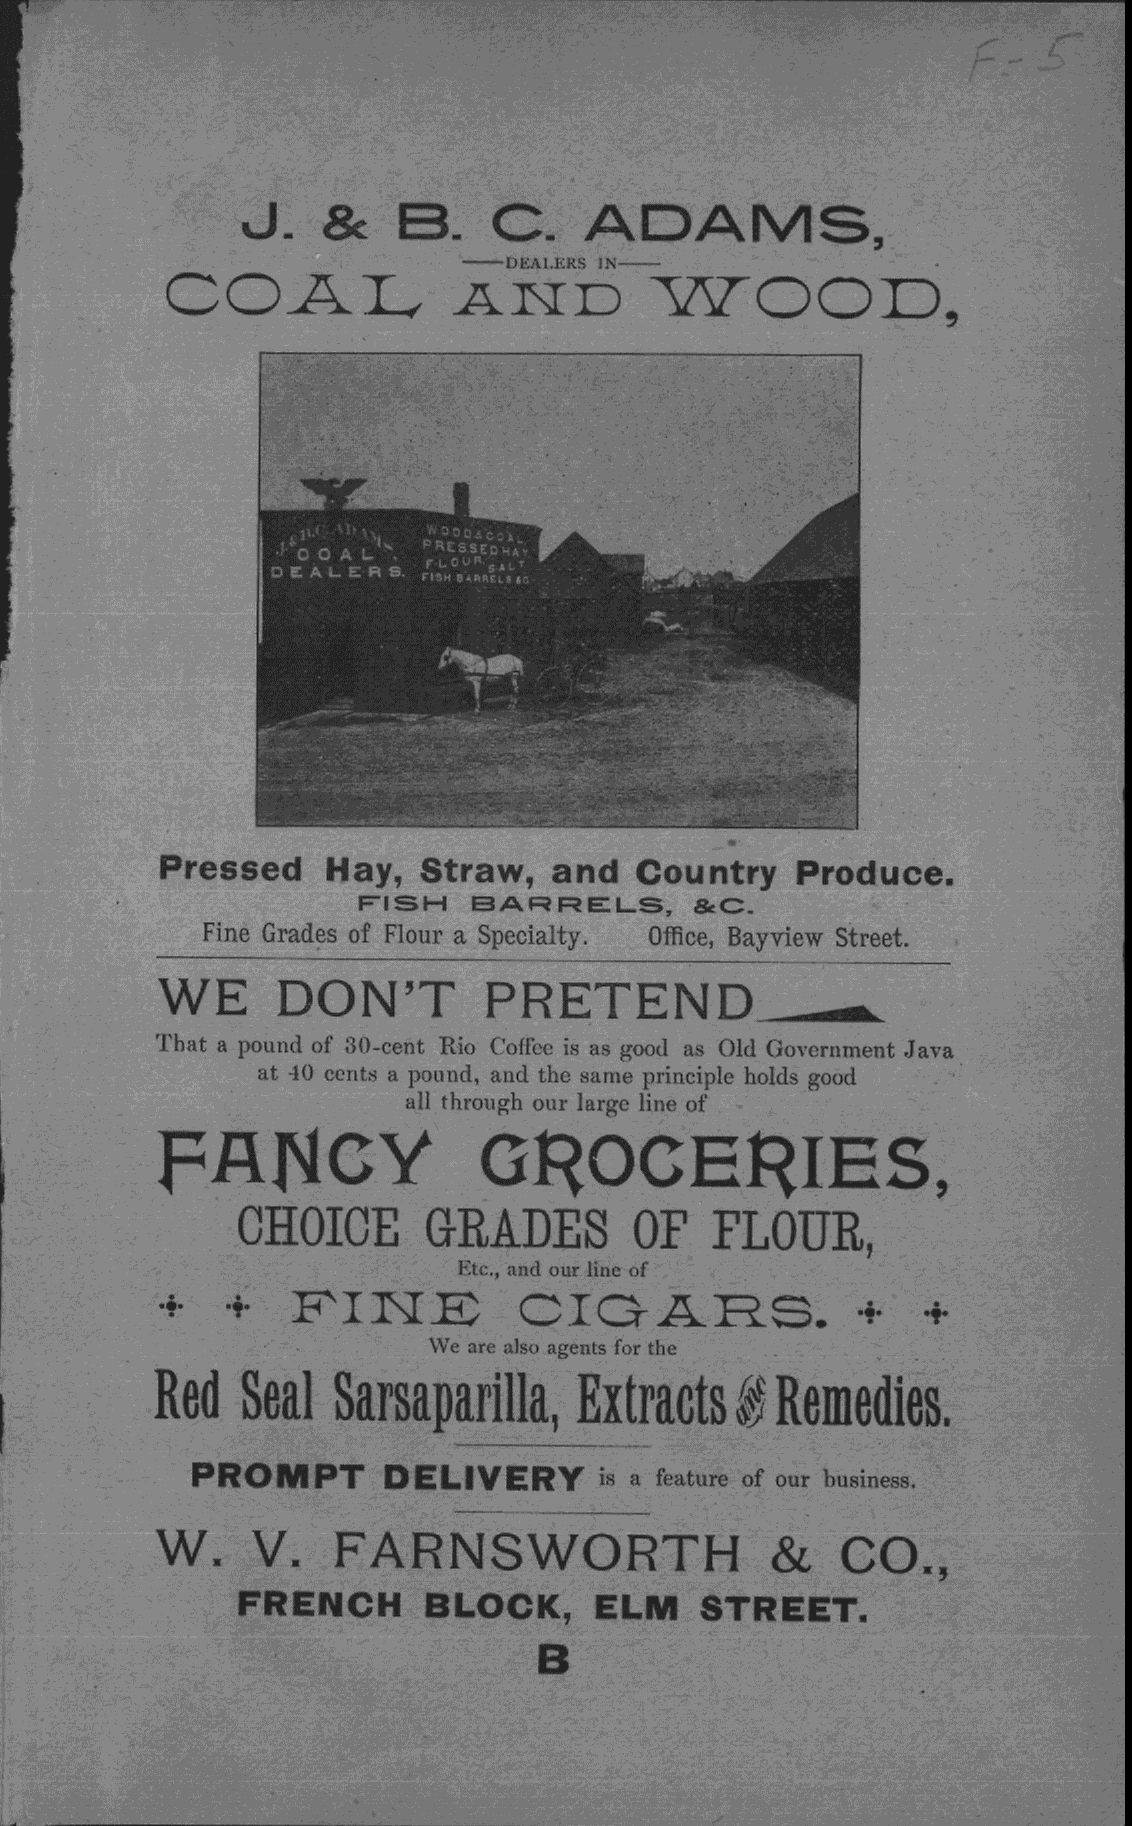 F-5
J. & B. C. ADAMS,
DEALERS IN
COAL AND WOOD,
J. & B. C. ADAMS,
COAL
DEALERS.
WOOD & COAL
PRESSED HAY
FLOUR SALT
FISH BARRELS &C
Pressed Hay, Straw, and Country Produce.
FISH BARRELS, &C.
Fine Grades of Flour a Specialty. Office, Bayview Street.
WE DON'T PRETEND
That a pound of 30-cent Rio Coffee is as good as Old Government Java
at 40 cents a pound, and the same principle holds good
all through our large line of
FANCY GROCERIES,
CHOICE GRADES OF FLOUR,
Etc., and our line of
FINE CIGARS.
We are also agents for the
Red Seal Sarsaparilla, Extracts and Remedies.
PROMPT DELIVERY is a feature of our business.
W. V. FARNSWORTH & CO.,
FRENCH BLOCK, ELM STREET.
B